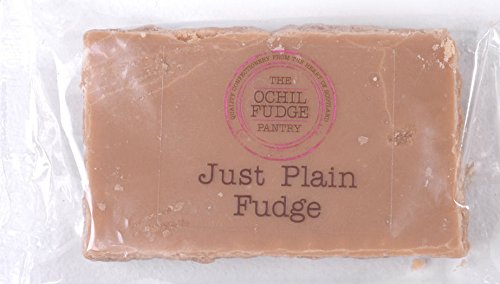 QUALITY CONFECTIONERY FROM THE HEART OF SCOTLAND
THE
OCHIL
FUDGE
PANTRY
Just Plain
Fudge